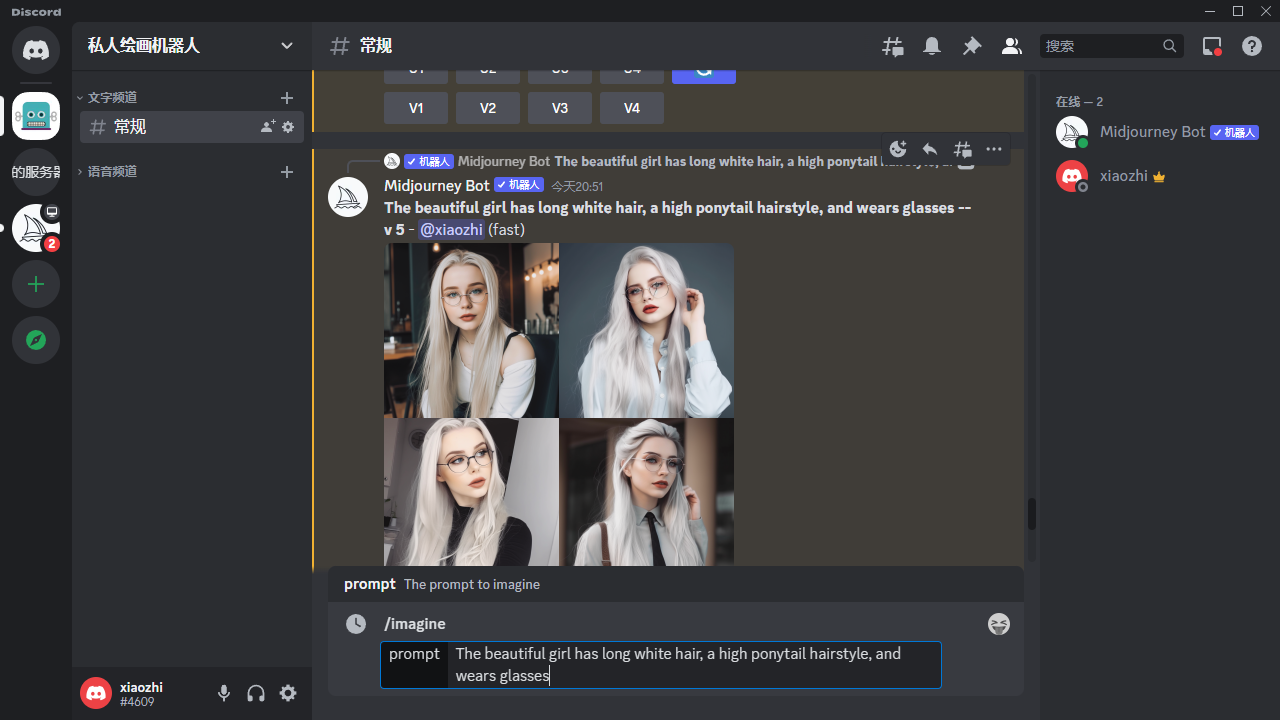 Discord
私人绘画机器人
常规
搜索
文字频道
常规
语音频道
的服务器
2
V1 V2 V3 V4
机器人 Midjourney Bot The beautiful girl has long white hair, a high ponytail
Midjourney Bot 机器人 今天20:51
The beautiful girl has long white hair, a high ponytail hairstyle, and wears glasses --
v 5 - @xiaozhi (fast)
在线 — 2
Midjourney Bot 机器人
xiaozhi
prompt The prompt to imagine
/imagine
prompt The beautiful girl has long white hair, a high ponytail hairstyle, and
wears glasses
xiaozhi
#4609